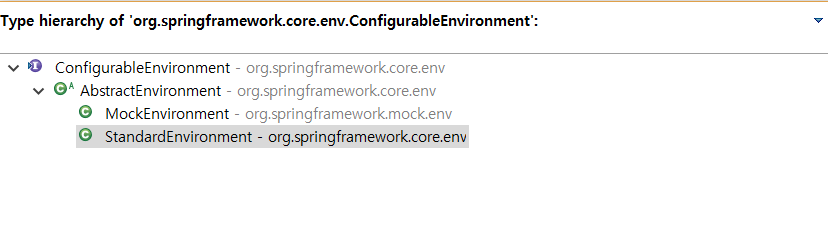 Type hierarchy of 'org.springframework.core.env.ConfigurableEnvironment':
ConfigurableEnvironment - org.springframework.core.env
AbstractEnvironment - org.springframework.core.env
MockEnvironment - org.springframework.mock.env
StandardEnvironment - org.springframework.core.env